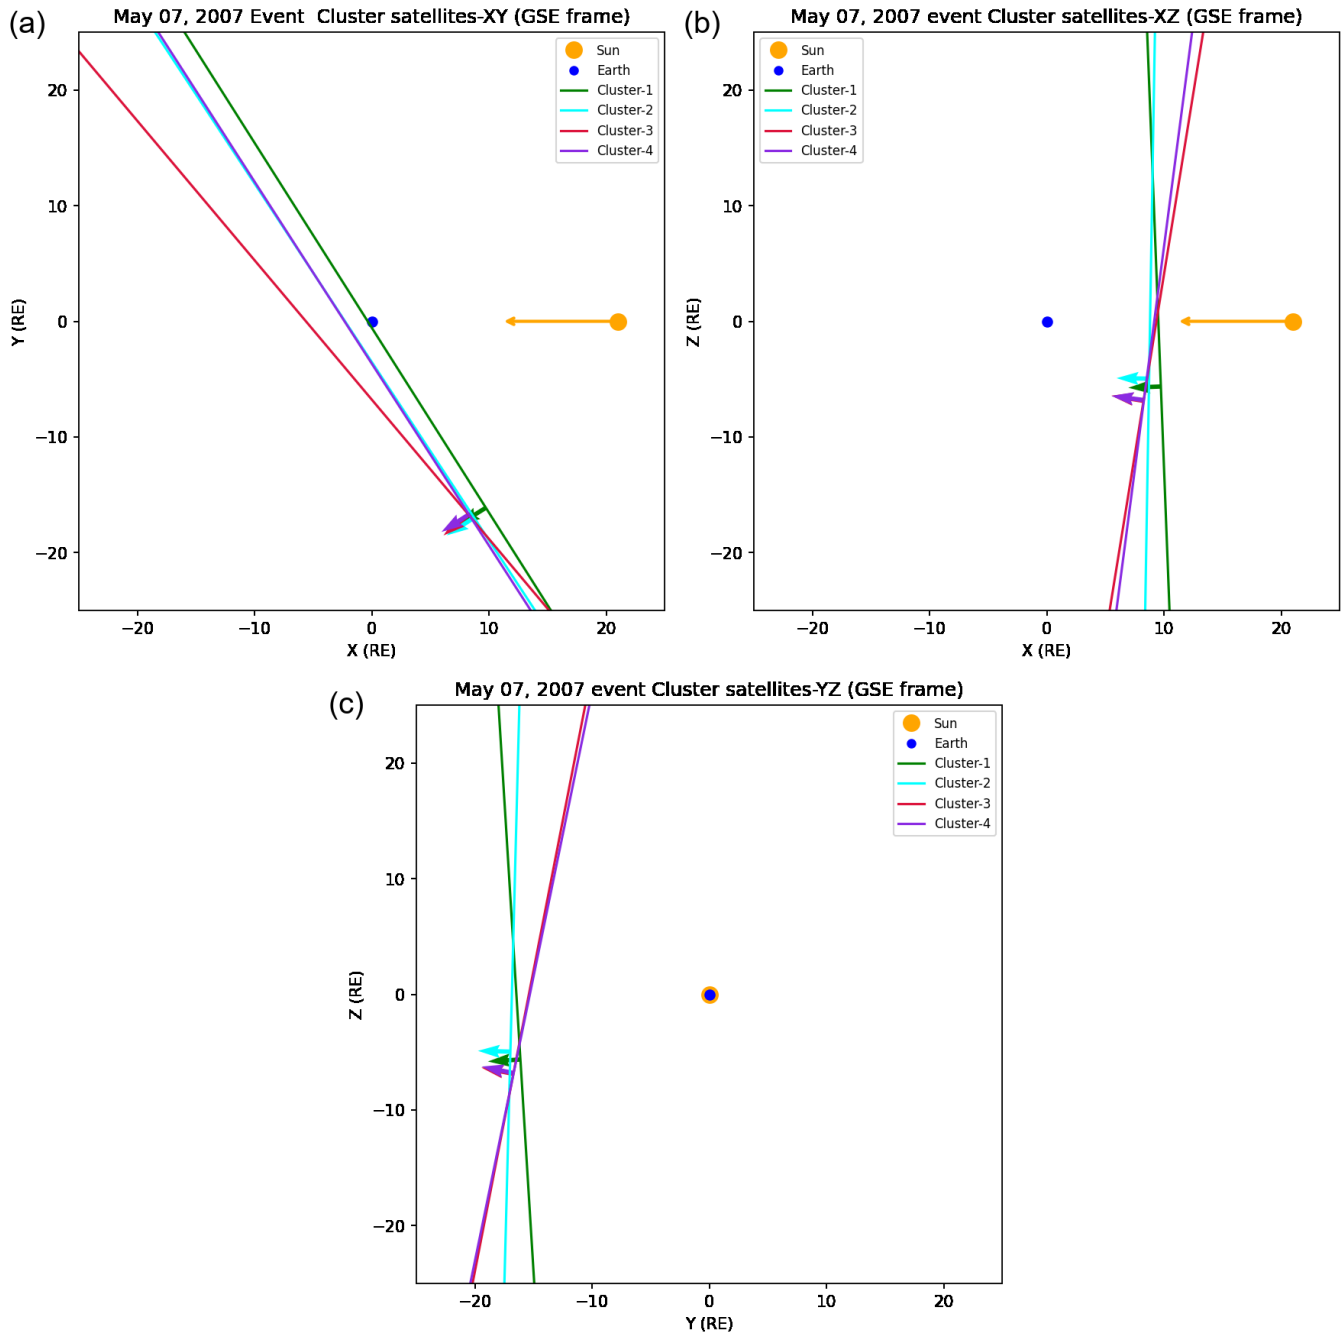 (a)
May 07, 2007 Event  Cluster satellites-XY (GSE frame)
Sun
Earth
Cluster-1
Cluster-2
Cluster-3
Cluster-4
Y (RE)
20
10
0
−10
−20
−20 −10 0 10 20
X (RE)
(b)
May 07, 2007 event Cluster satellites-XZ (GSE frame)
Sun
Earth
Cluster-1
Cluster-2
Cluster-3
Cluster-4
Z (RE)
20
10
0
−10
−20
−20 −10 0 10 20
X (RE)
(c)
May 07, 2007 event Cluster satellites-YZ (GSE frame)
Sun
Earth
Cluster-1
Cluster-2
Cluster-3
Cluster-4
Z (RE)
20
10
0
−10
−20
−20 −10 0 10 20
Y (RE)